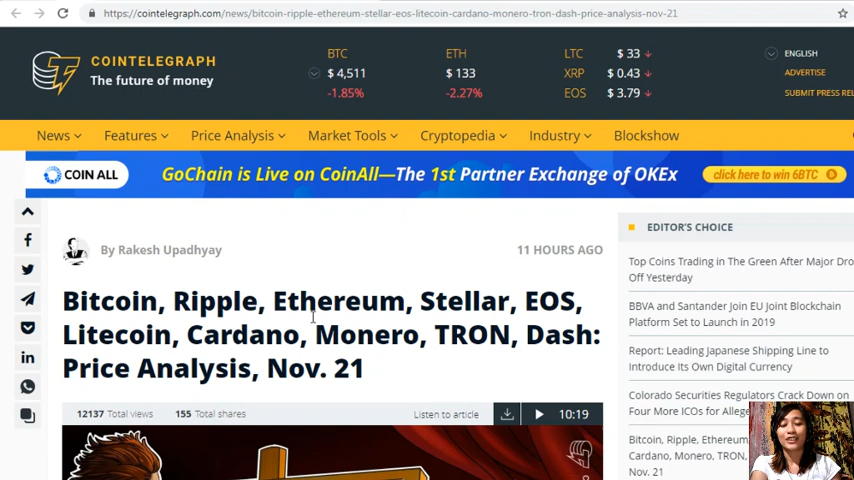 https://cointelegraph.com/news/bitcoin-ripple-ethereum-stellar-eos-litecoin-cardano-monero-tron-dash-price-analysis-nov-21
COINTELEGRAPH
The future of money
BTC ETH LTC $ 33
$ 4,511 $ 133 XRP $ 0.43
-1.85% -2.27% EOS $ 3.79
ENGLISH
ADVERTISE
SUBMIT PRESS REL
News Features Price Analysis Market Tools Cryptopedia Industry Blockshow
COIN ALL GoChain is Live on CoinAll—The 1st Partner Exchange of OKEx click here to win 6BTC
By Rakesh Upadhyay 11 HOURS AGO
Bitcoin, Ripple, Ethereum, Stellar, EOS,
Litecoin, Cardano, Monero, TRON, Dash:
Price Analysis, Nov. 21
12137 Total views 155 Total shares Listen to article 10:19
EDITOR'S CHOICE
Top Coins Trading in The Green After Major Dro
Off Yesterday
BBVA and Santander Join EU Joint Blockchain
Platform Set to Launch in 2019
Report: Leading Japanese Shipping Line to
Introduce Its Own Digital Currency
Colorado Securities Regulators Crack Down on
Four More ICOs for Allege
Bitcoin, Ripple, Ethereum,
Cardano, Monero, TRON,
Nov. 21